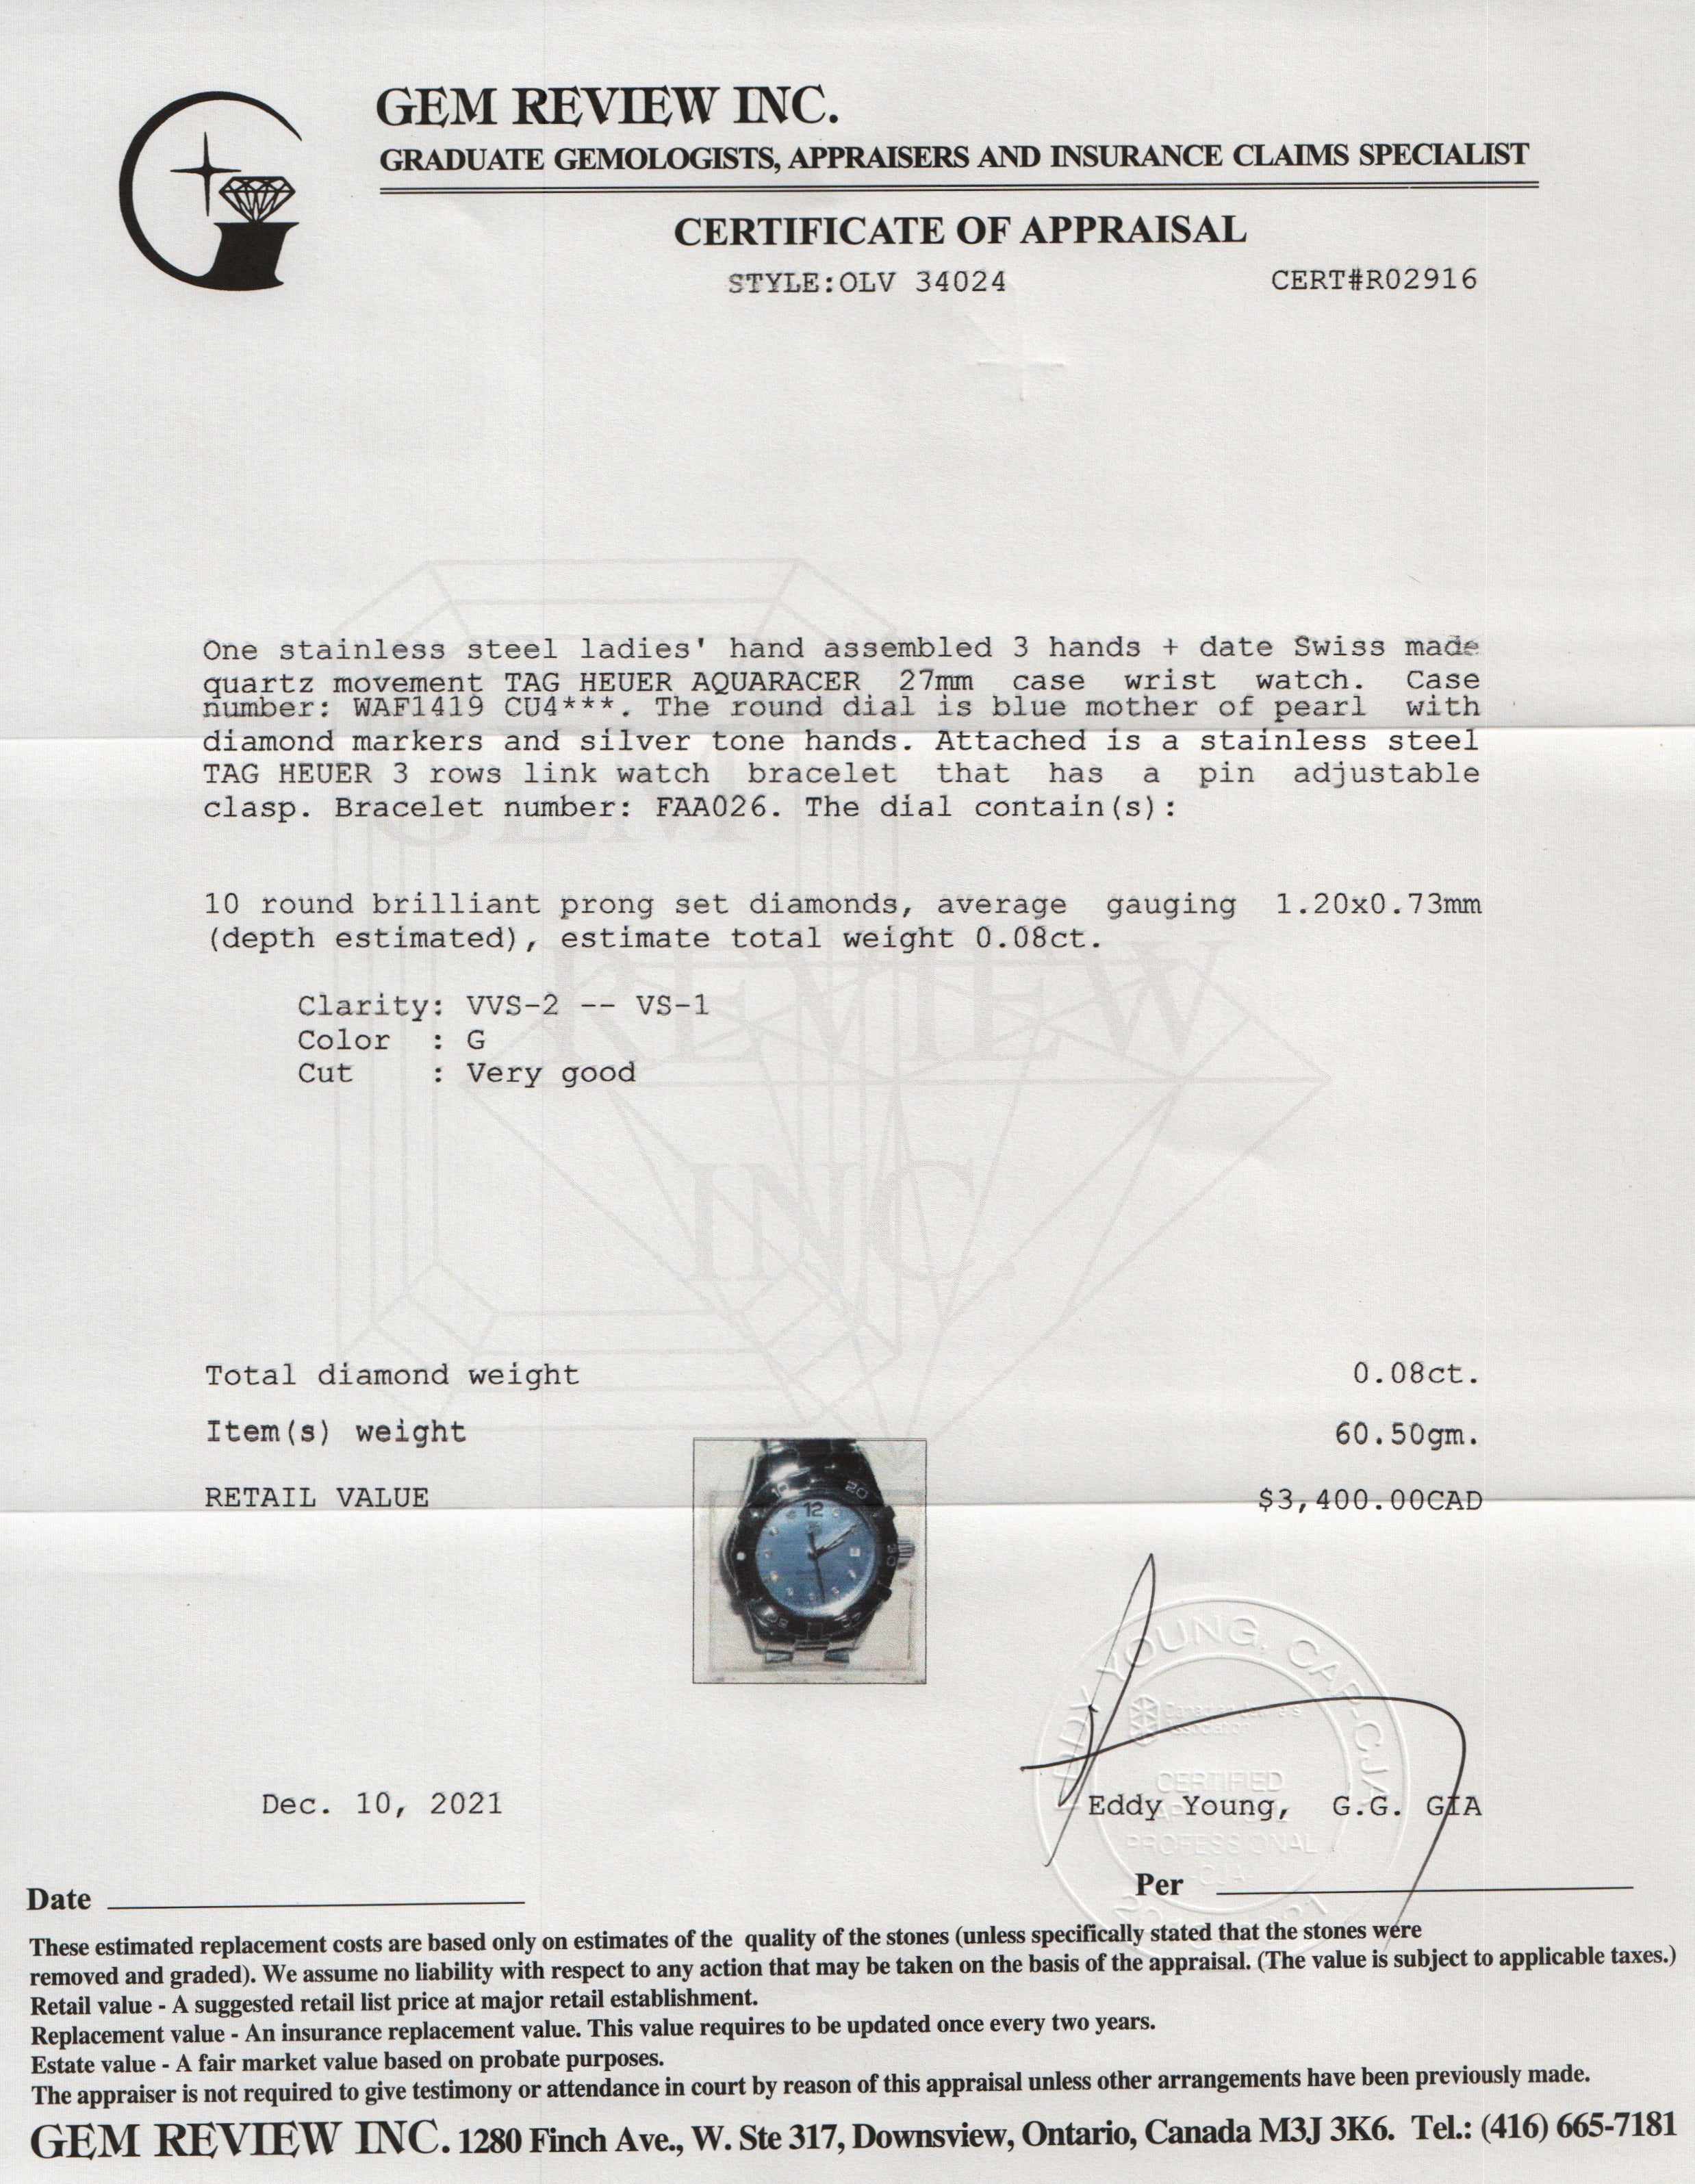 GEM REVIEW INC.
GRADUATE GEMOLOGISTS, APPRAISERS AND INSURANCE CLAIMS SPECIALIST
CERTIFICATE OF APPRAISAL
STYLE:OLV 34024 CERT#R02916
One stainless steel ladies' hand assembled 3 hands + date Swiss made
quartz movement TAG HEUER AQUARACER 27mm case wrist watch. Case
number: WAF1419 CU4***. The round dial is blue mother of pearl with
diamond markers and silver tone hands. Attached is a stainless steel
TAG HEUER 3 rows link watch bracelet that has a pin adjustable
clasp. Bracelet number: FAA026. The dial contain(s):
10 round brilliant prong set diamonds, average gauging 1.20x0.73mm
(depth estimated), estimate total weight 0.08ct.
Clarity: VVS-2 -- VS-1
Color : G
Cut : Very good
GEM
REVIEW
INC.
Total diamond weight 0.08ct.
Item(s) weight 60.50gm.
RETAIL VALUE $3,400.00CAD
20
12
EDDY YOUNG, CAP-CJA
CERTIFIED
PROFESSIONAL
Dec. 10, 2021 Eddy Young, G.G. GIA
Date Per
These estimated replacement costs are based only on estimates of the quality of the stones (unless specifically stated that the stones were
removed and graded). We assume no liability with respect to any action that may be taken on the basis of the appraisal. (The value is subject to applicable taxes.)
Retail value - A suggested retail list price at major retail establishment.
Replacement value - An insurance replacement value. This value requires to be updated once every two years.
Estate value - A fair market value based on probate purposes.
The appraiser is not required to give testimony or attendance in court by reason of this appraisal unless other arrangements have been previously made.
GEM REVIEW INC. 1280 Finch Ave., W. Ste 317, Downsview, Ontario, Canada M3J 3K6. Tel.: (416) 665-7181